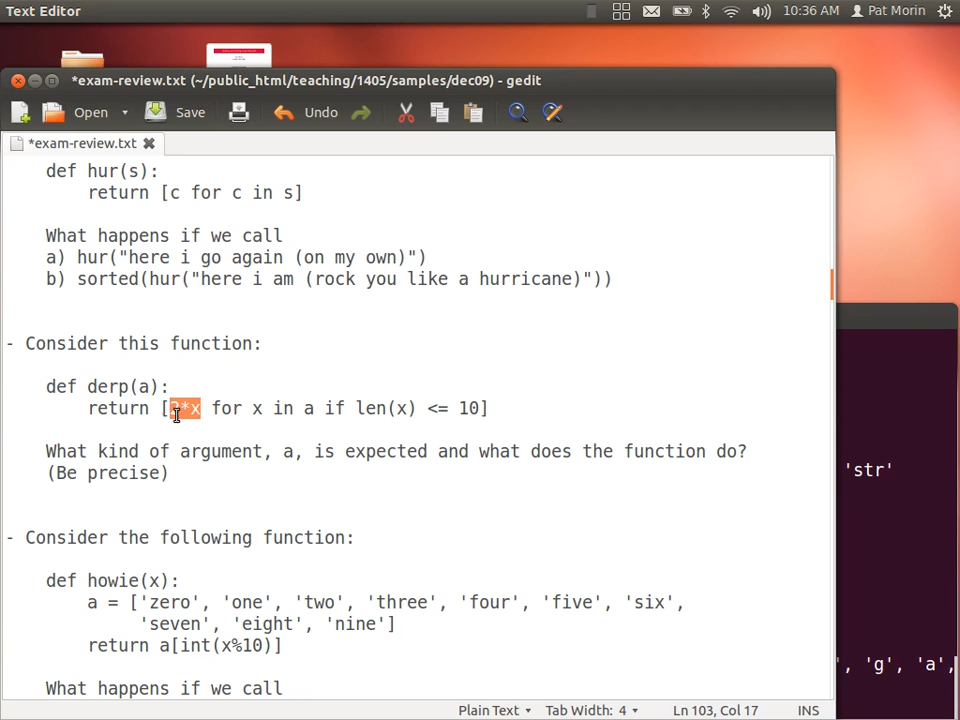 Text Editor
10:36 AM
Pat Morin
*exam-review.txt (~/public_html/teaching/1405/samples/dec09) - gedit
Open
Save
Undo
*exam-review.txt
def hur(s):
return [c for c in s]
What happens if we call
a) hur("here i go again (on my own)")
b) sorted(hur("here i am (rock you like a hurricane)"))
- Consider this function:
def derp(a):
return [2*x for x in a if len(x) <= 10]
What kind of argument, a, is expected and what does the function do?
(Be precise)
'str'
- Consider the following function:
def howie(x):
a = ['zero', 'one', 'two', 'three', 'four', 'five', 'six',
'seven', 'eight', 'nine']
return a[int(x%10)]
', 'g', 'a',
What happens if we call
Plain Text
Tab Width: 4
Ln 103, Col 17
INS